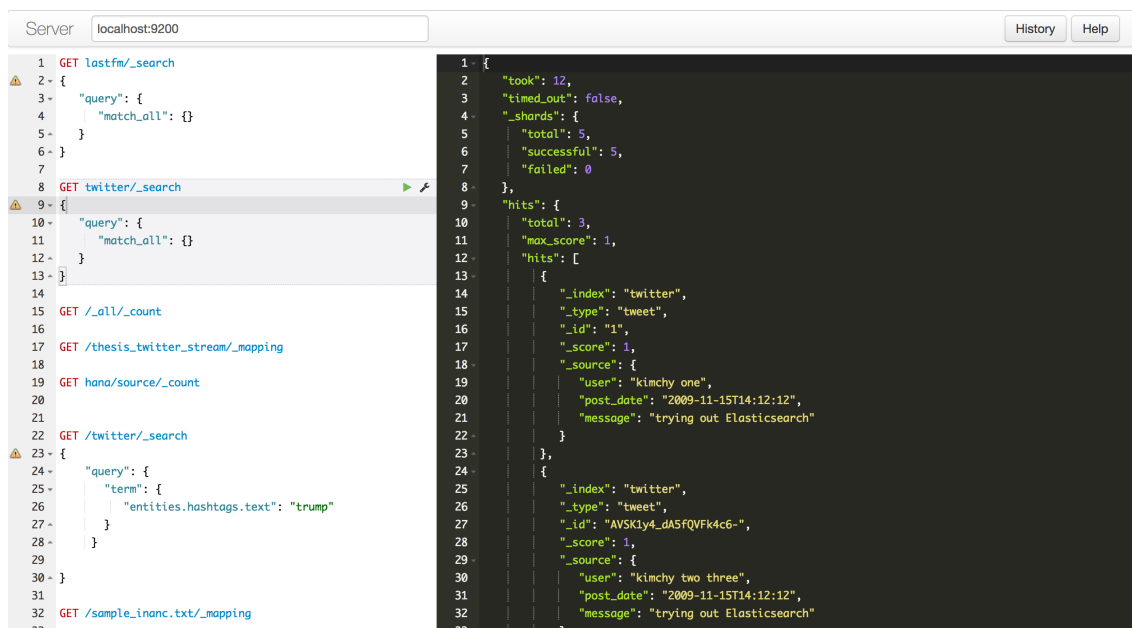 Server localhost:9200 History Help
1 GET lastfm/_search
2 {
3 "query": {
4 "match_all": {}
5 }
6 }
7
8 GET twitter/_search
9 {
10 "query": {
11 "match_all": {}
12 }
13 }
14
15 GET /_all/_count
16
17 GET /thesis_twitter_stream/_mapping
18
19 GET hana/source/_count
20
21
22 GET /twitter/_search
23 {
24 "query": {
25 "term": {
26 "entities.hashtags.text": "trump"
27 }
28 }
29
30 }
31
32 GET /sample_inanc.txt/_mapping
1 {
2 "took": 12,
3 "timed_out": false,
4 "_shards": {
5 "total": 5,
6 "successful": 5,
7 "failed": 0
8 },
9 "hits": {
10 "total": 3,
11 "max_score": 1,
12 "hits": [
13 {
14 "_index": "twitter",
15 "_type": "tweet",
16 "_id": "1",
17 "_score": 1,
18 "_source": {
19 "user": "kimchy one",
20 "post_date": "2009-11-15T14:12:12",
21 "message": "trying out Elasticsearch"
22 }
23 },
24 {
25 "_index": "twitter",
26 "_type": "tweet",
27 "_id": "AVSK1y4_dA5fQVFk4c6-",
28 "_score": 1,
29 "_source": {
30 "user": "kimchy two three",
31 "post_date": "2009-11-15T14:12:12",
32 "message": "trying out Elasticsearch"